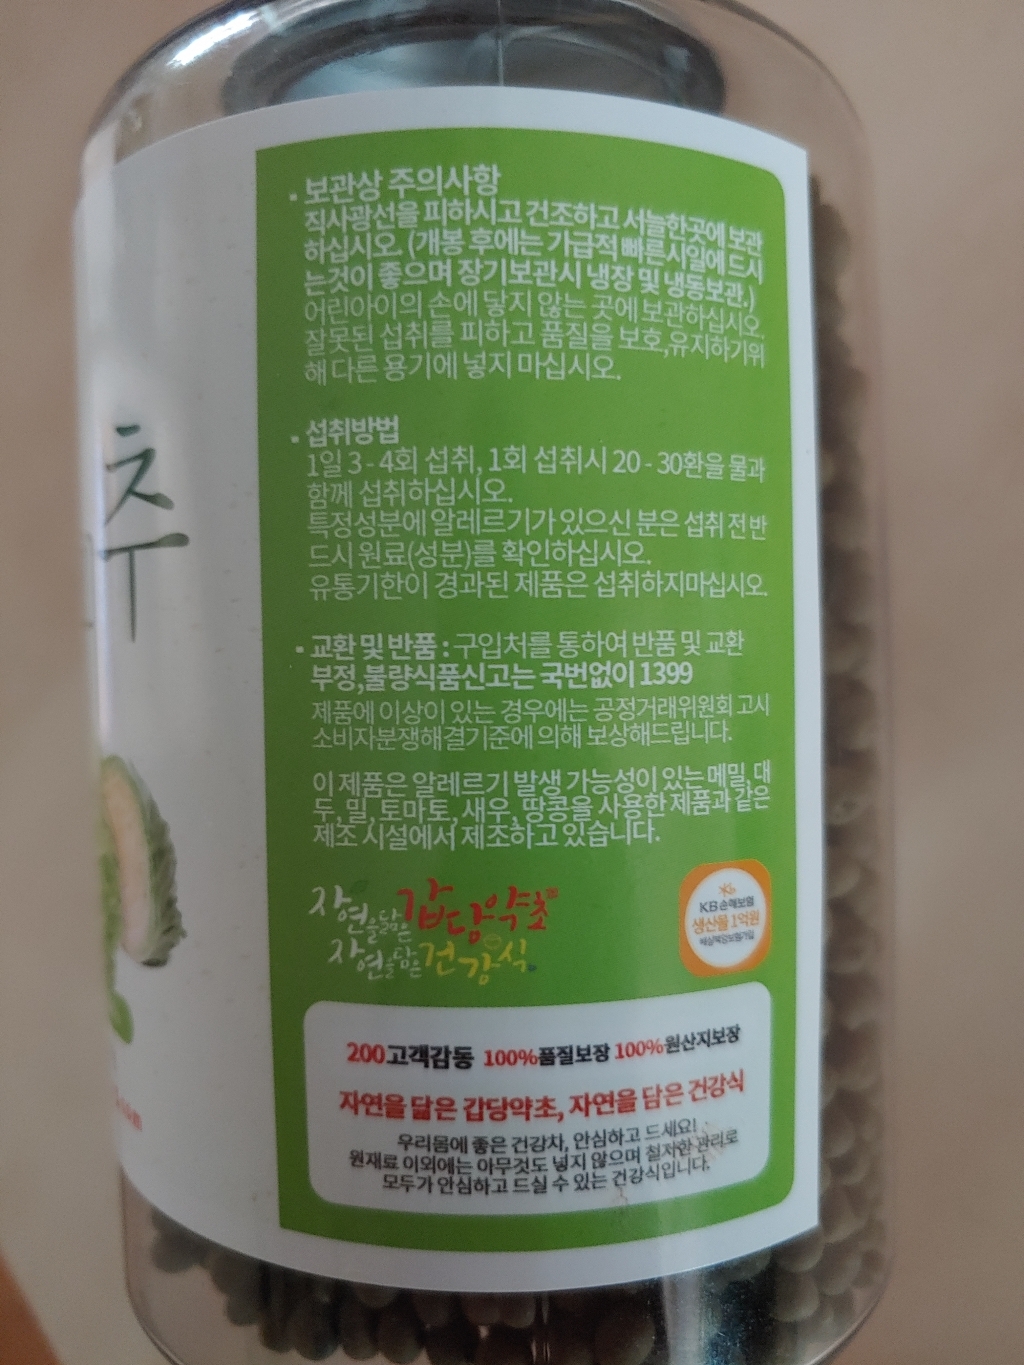 추
· 보관상 주의사항
직사광선을 피하시고 건조하고 서늘한곳에 보관
하십시오. (개봉 후에는 가급적 빠른시일에 드시
는것이 좋으며 장기보관시 냉장 및 냉동보관.)
어린아이의 손에 닿지 않는 곳에 보관하십시오.
잘못된 섭취를 피하고 품질을 보호,유지하기위
해 다른 용기에 넣지 마십시오.
· 섭취방법
1일 3 - 4회 섭취, 1회 섭취시 20 - 30환을 물과
함께 섭취하십시오.
특정성분에 알레르기가 있으신 분은 섭취 전 반
드시 원료(성분)를 확인하십시오.
유통기한이 경과된 제품은 섭취하지마십시오.
· 교환 및 반품 : 구입처를 통하여 반품 및 교환
부정,불량식품신고는 국번없이 1399
제품에 이상이 있는 경우에는 공정거래위원회 고시
소비자분쟁해결기준에 의해 보상해드립니다.
이 제품은 알레르기 발생 가능성이 있는 메밀, 대
두, 밀, 토마토, 새우, 땅콩을 사용한 제품과 같은
제조 시설에서 제조하고 있습니다.
자연을 닮은 갑당약초
자연을 담은 건강식
KB손해보험
생산물 1억원
배상책임보험가입
200고객감동 100%품질보장 100%원산지보장
자연을 닮은 갑당약초, 자연을 담은 건강식
우리몸에 좋은 건강차, 안심하고 드세요!
원재료 이외에는 아무것도 넣지 않으며 철저한 관리로
모두가 안심하고 드실 수 있는 건강식입니다.